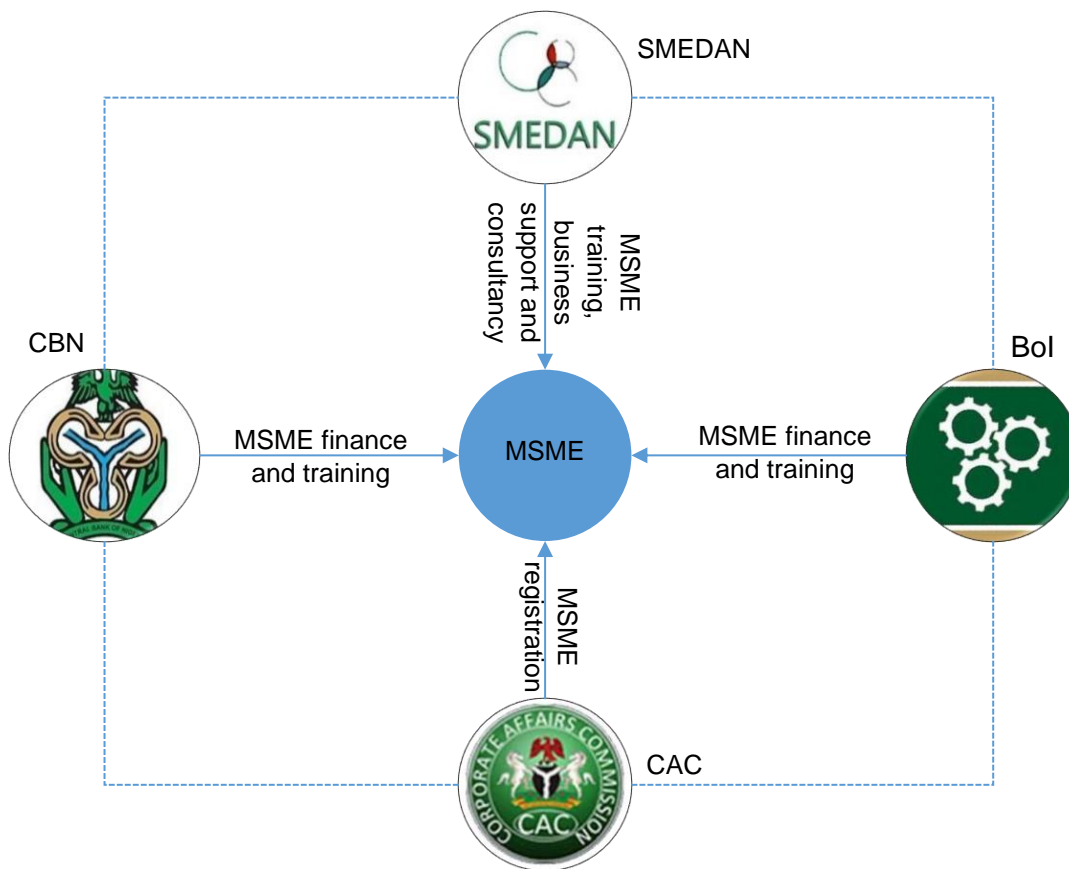 SMEDAN
SMEDAN
MSME
training,
business
support and
consultancy
CBN
BoI
MSME finance
and training
MSME
MSME finance
and training
MSME
registration
CORPORATE AFFAIRS COMMISSION
CAC
CAC